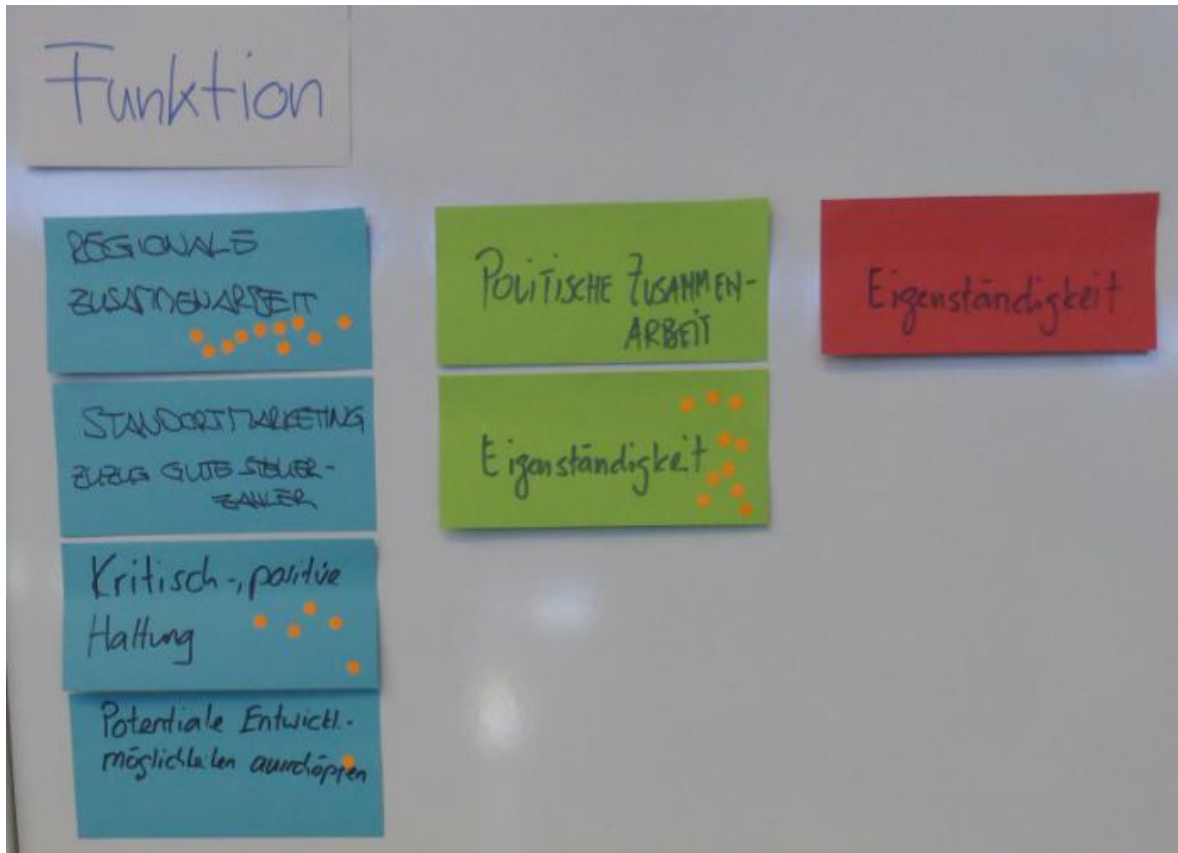 Funktion
REGIONALE
ZUSAMMENARBEIT
STANDORTMARKETING
ZUZUG GUTE STEUER-
ZAHLER
Kritisch-, positive
Haltung
Potentiale Entwickl.-
möglichkeiten ausschöpfen
POLITISCHE ZUSAMMEN-
ARBEIT
Eigenständigkeit
Eigenständigkeit